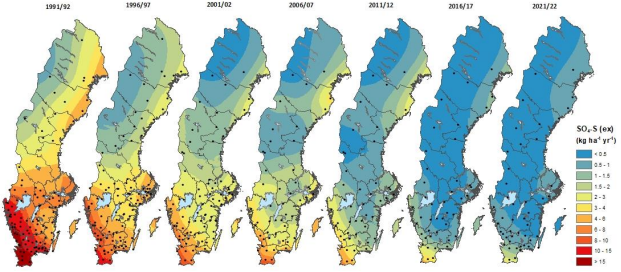 1991/92 1996/97 2001/02 2006/07 2011/12 2016/17 2021/22
SO₄-S (ex)
(kg ha⁻¹ yr⁻¹)
< 0.5
0.5 - 1
1 - 1.5
1.5 - 2
2 - 3
3 - 4
4 - 6
6 - 8
8 - 10
10 - 15
> 15